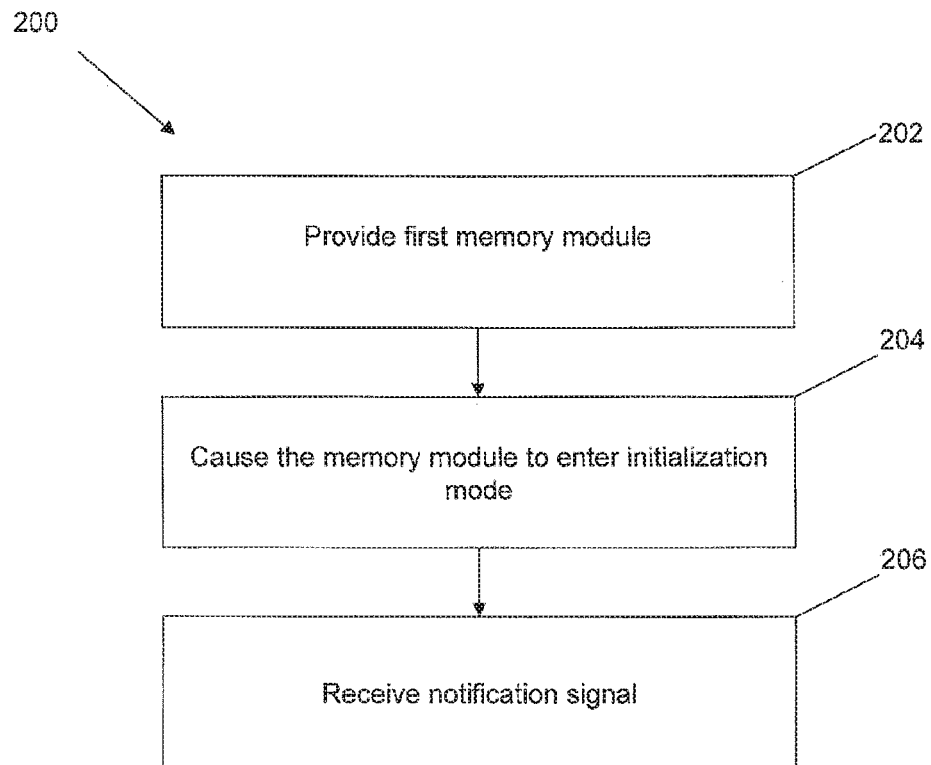 200
202
Provide first memory module
204
Cause the memory module to enter initialization
mode
206
Receive notification signal